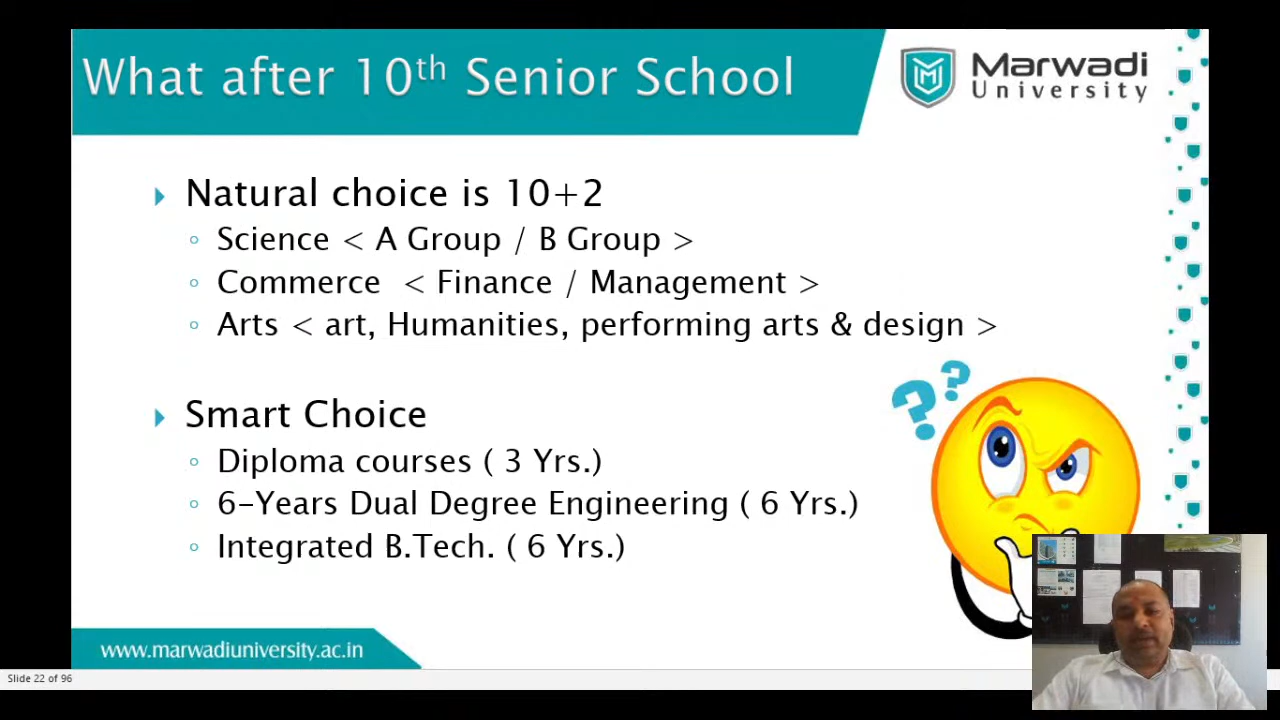 What after 10th Senior School
Marwadi
University
Natural choice is 10+2
Science < A Group / B Group >
Commerce < Finance / Management >
Arts < art, Humanities, performing arts & design >
??
Smart Choice
Diploma courses ( 3 Yrs.)
6-Years Dual Degree Engineering ( 6 Yrs.)
Integrated B.Tech. ( 6 Yrs.)
www.marwadiuniversity.ac.in
Slide 22 of 96